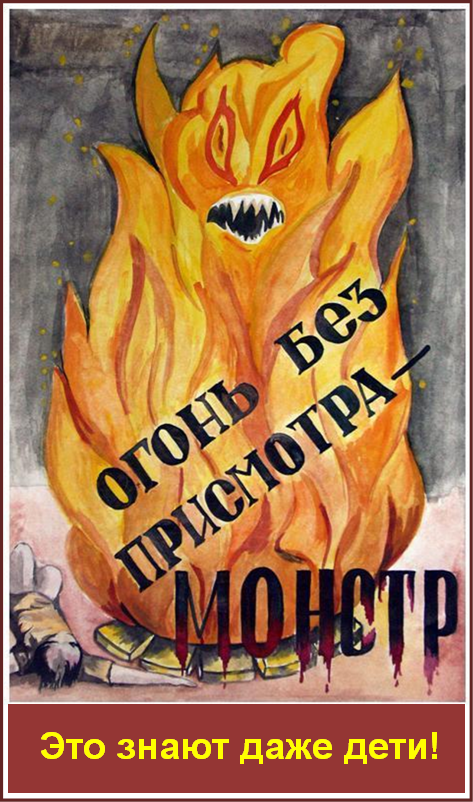 ОГОНЬ БЕЗ
ПРИСМОТРА —
МОНСТР
Это знают даже дети!